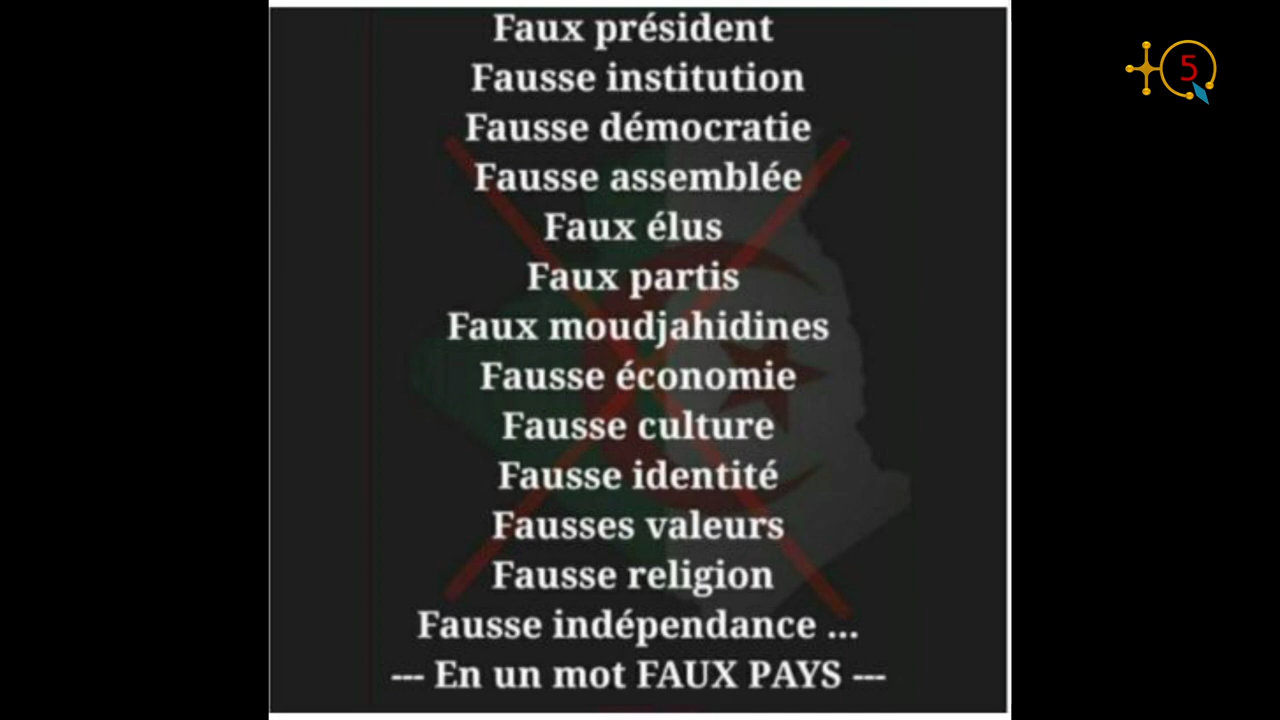 Faux président
Fausse institution
Fausse démocratie
Fausse assemblée
Faux élus
Faux partis
Faux moudjahidines
Fausse économie
Fausse culture
Fausse identité
Fausses valeurs
Fausse religion
Fausse indépendance ...
--- En un mot FAUX PAYS ---
5